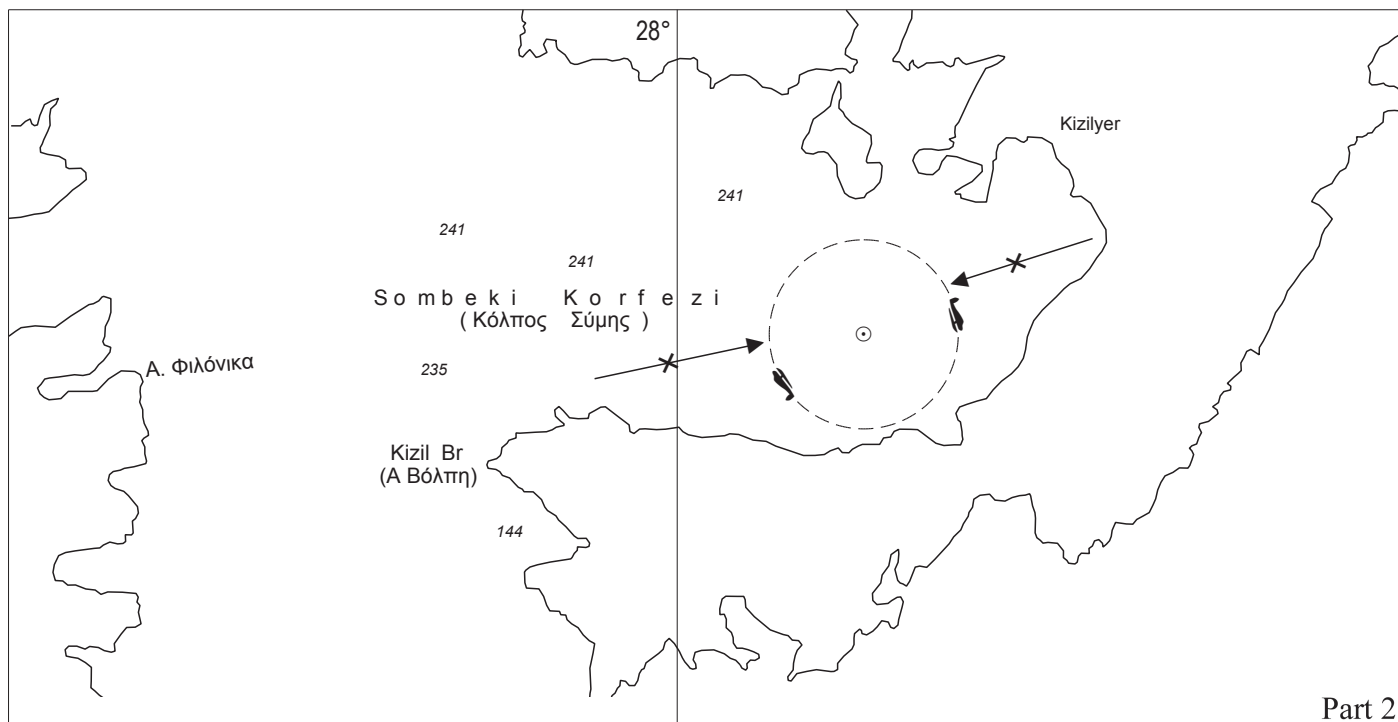 28°
Kizilyer
241
241
241
Sombeki Korfezi
( Κόλπος Σύμης )
235
Α. Φιλόνικα
Kizil Br
(Α Βόλπη)
144
Part 2